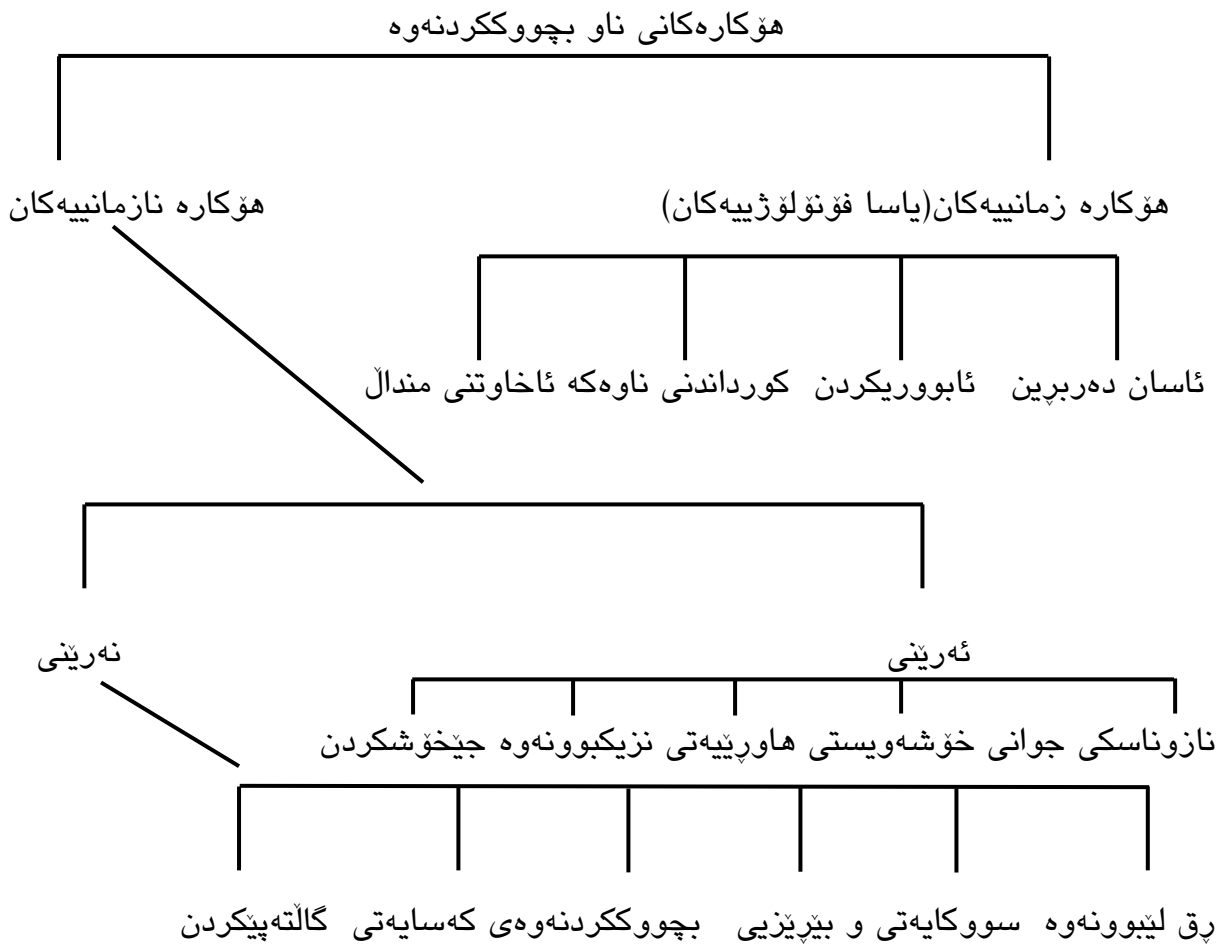 هۆکارەکانی ناو بچووککردنەوە
هۆکارە زمانییەکان(یاسا فۆنۆلۆژییەکان) هۆکارە نازمانییەکان
ئاسان دەربڕین ئابووریکردن کورداندنی ناوەکە ئاخاوتنی منداڵ
ئەرێنی نەرێنی
نازوناسکی جوانی خۆشەویستی هاوڕێیەتی نزیکبوونەوە جێخۆشکردن
ڕق لێبوونەوە سووکایەتی و بێڕێزیی بچووککردنەوەی کەسایەتی گاڵتەپێکردن